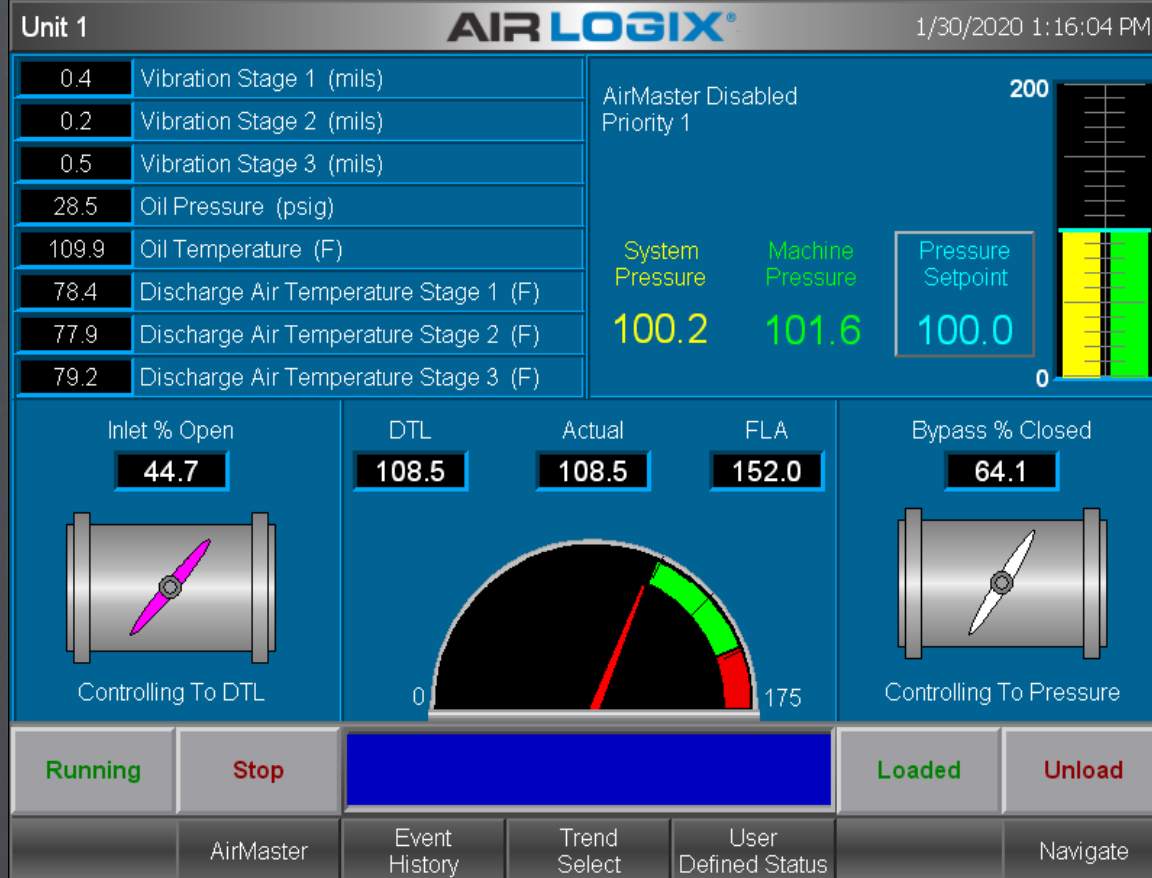 Unit 1
AIRLOGIX®
1/30/2020 1:16:04 PM
0.4 Vibration Stage 1 (mils)
0.2 Vibration Stage 2 (mils)
0.5 Vibration Stage 3 (mils)
28.5 Oil Pressure (psig)
109.9 Oil Temperature (F)
78.4 Discharge Air Temperature Stage 1 (F)
77.9 Discharge Air Temperature Stage 2 (F)
79.2 Discharge Air Temperature Stage 3 (F)
AirMaster Disabled
Priority 1
System
Pressure
100.2
Machine
Pressure
101.6
Pressure
Setpoint
100.0
200
0
Inlet % Open
44.7
Controlling To DTL
DTL
108.5
Actual
108.5
FLA
152.0
0
175
Bypass % Closed
64.1
Controlling To Pressure
Running
Stop
Loaded
Unload
AirMaster
Event
History
Trend
Select
User
Defined Status
Navigate